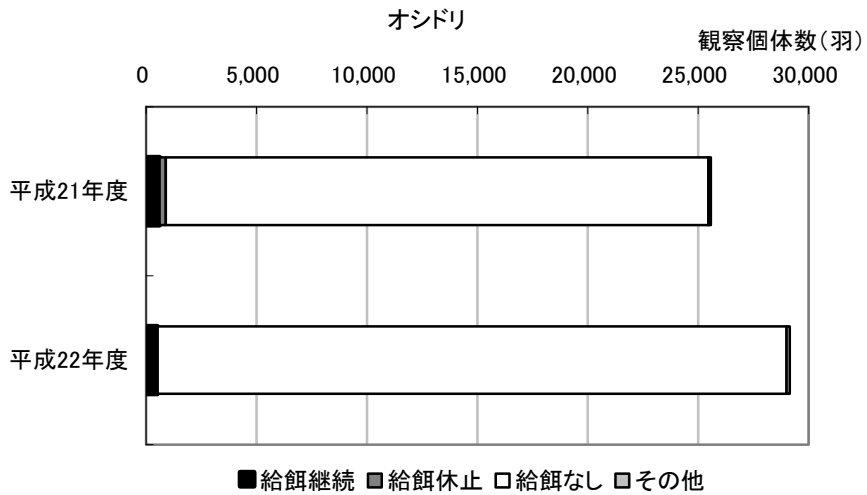 オシドリ
観察個体数（羽）
0 5,000 10,000 15,000 20,000 25,000 30,000
平成21年度
平成22年度
給餌継続 給餌休止 給餌なし その他